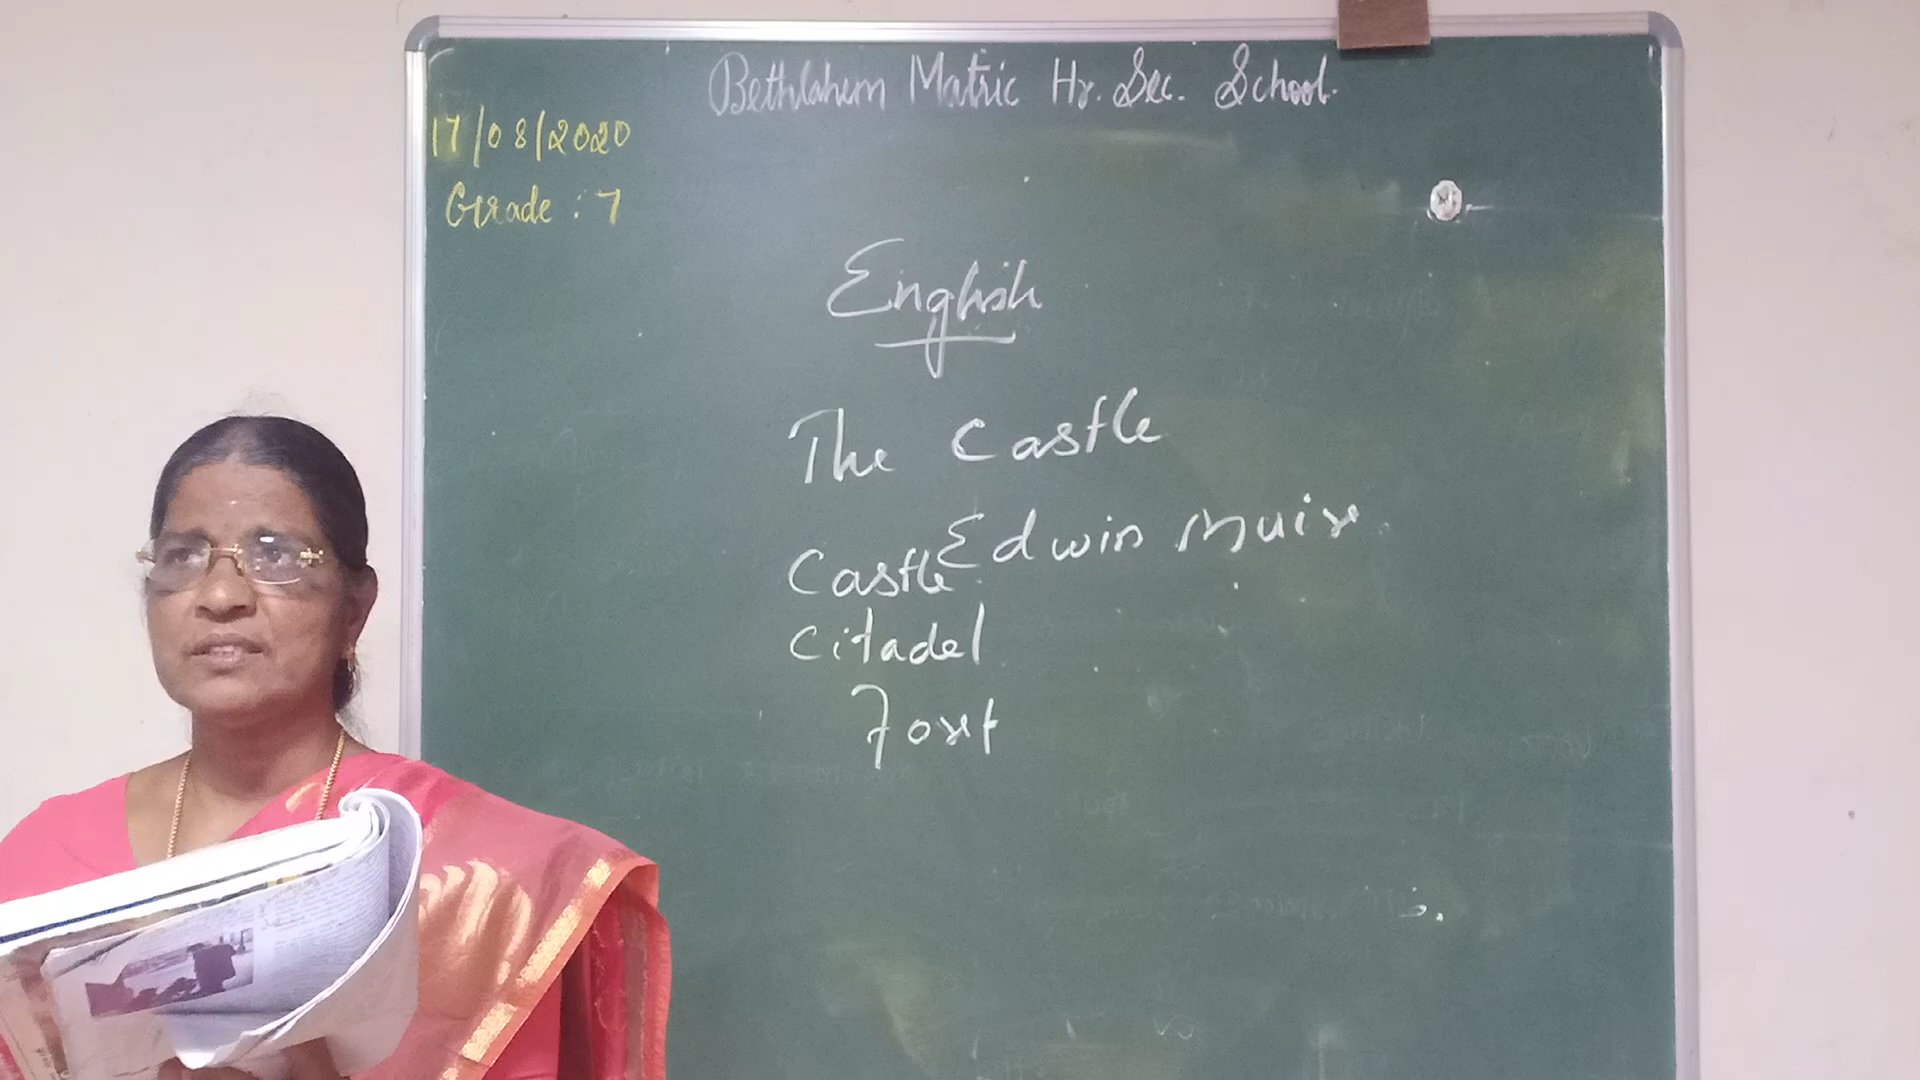 Bethlahem Matric Hr. Sec. School.
17/08/2020
Grade : 7
English
The Castle
Edwin Muir.
Castle
Citadel
Fort